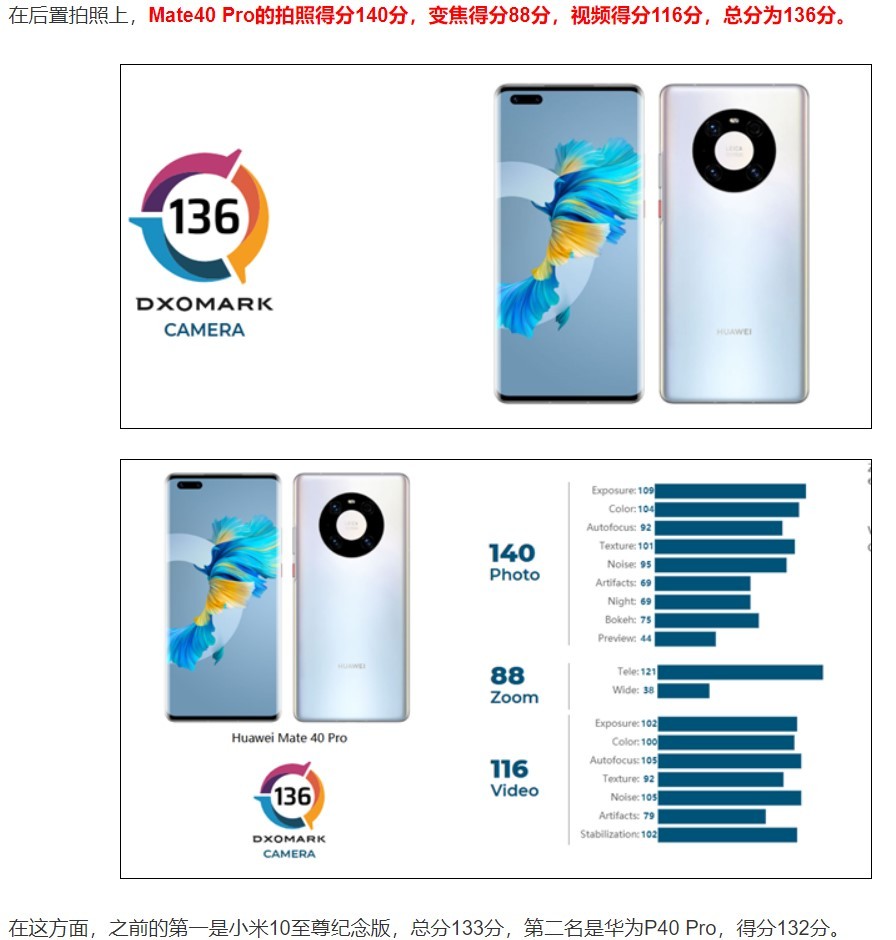 在后置拍照上，Mate40 Pro的拍照得分140分，变焦得分88分，视频得分116分，总分为136分。
136
DXOMARK
CAMERA
HUAWEI
HUAWEI
Huawei Mate 40 Pro
136
DXOMARK
CAMERA
140
Photo
Exposure: 109
Color: 104
Autofocus: 92
Texture: 101
Noise: 95
Artifacts: 69
Night: 69
Bokeh: 75
Preview: 44
88
Zoom
Tele: 121
Wide: 38
116
Video
Exposure: 102
Color: 100
Autofocus: 105
Texture: 92
Noise: 105
Artifacts: 79
Stabilization: 102
在这方面，之前的第一是小米10至尊纪念版，总分133分，第二名是华为P40 Pro，得分132分。